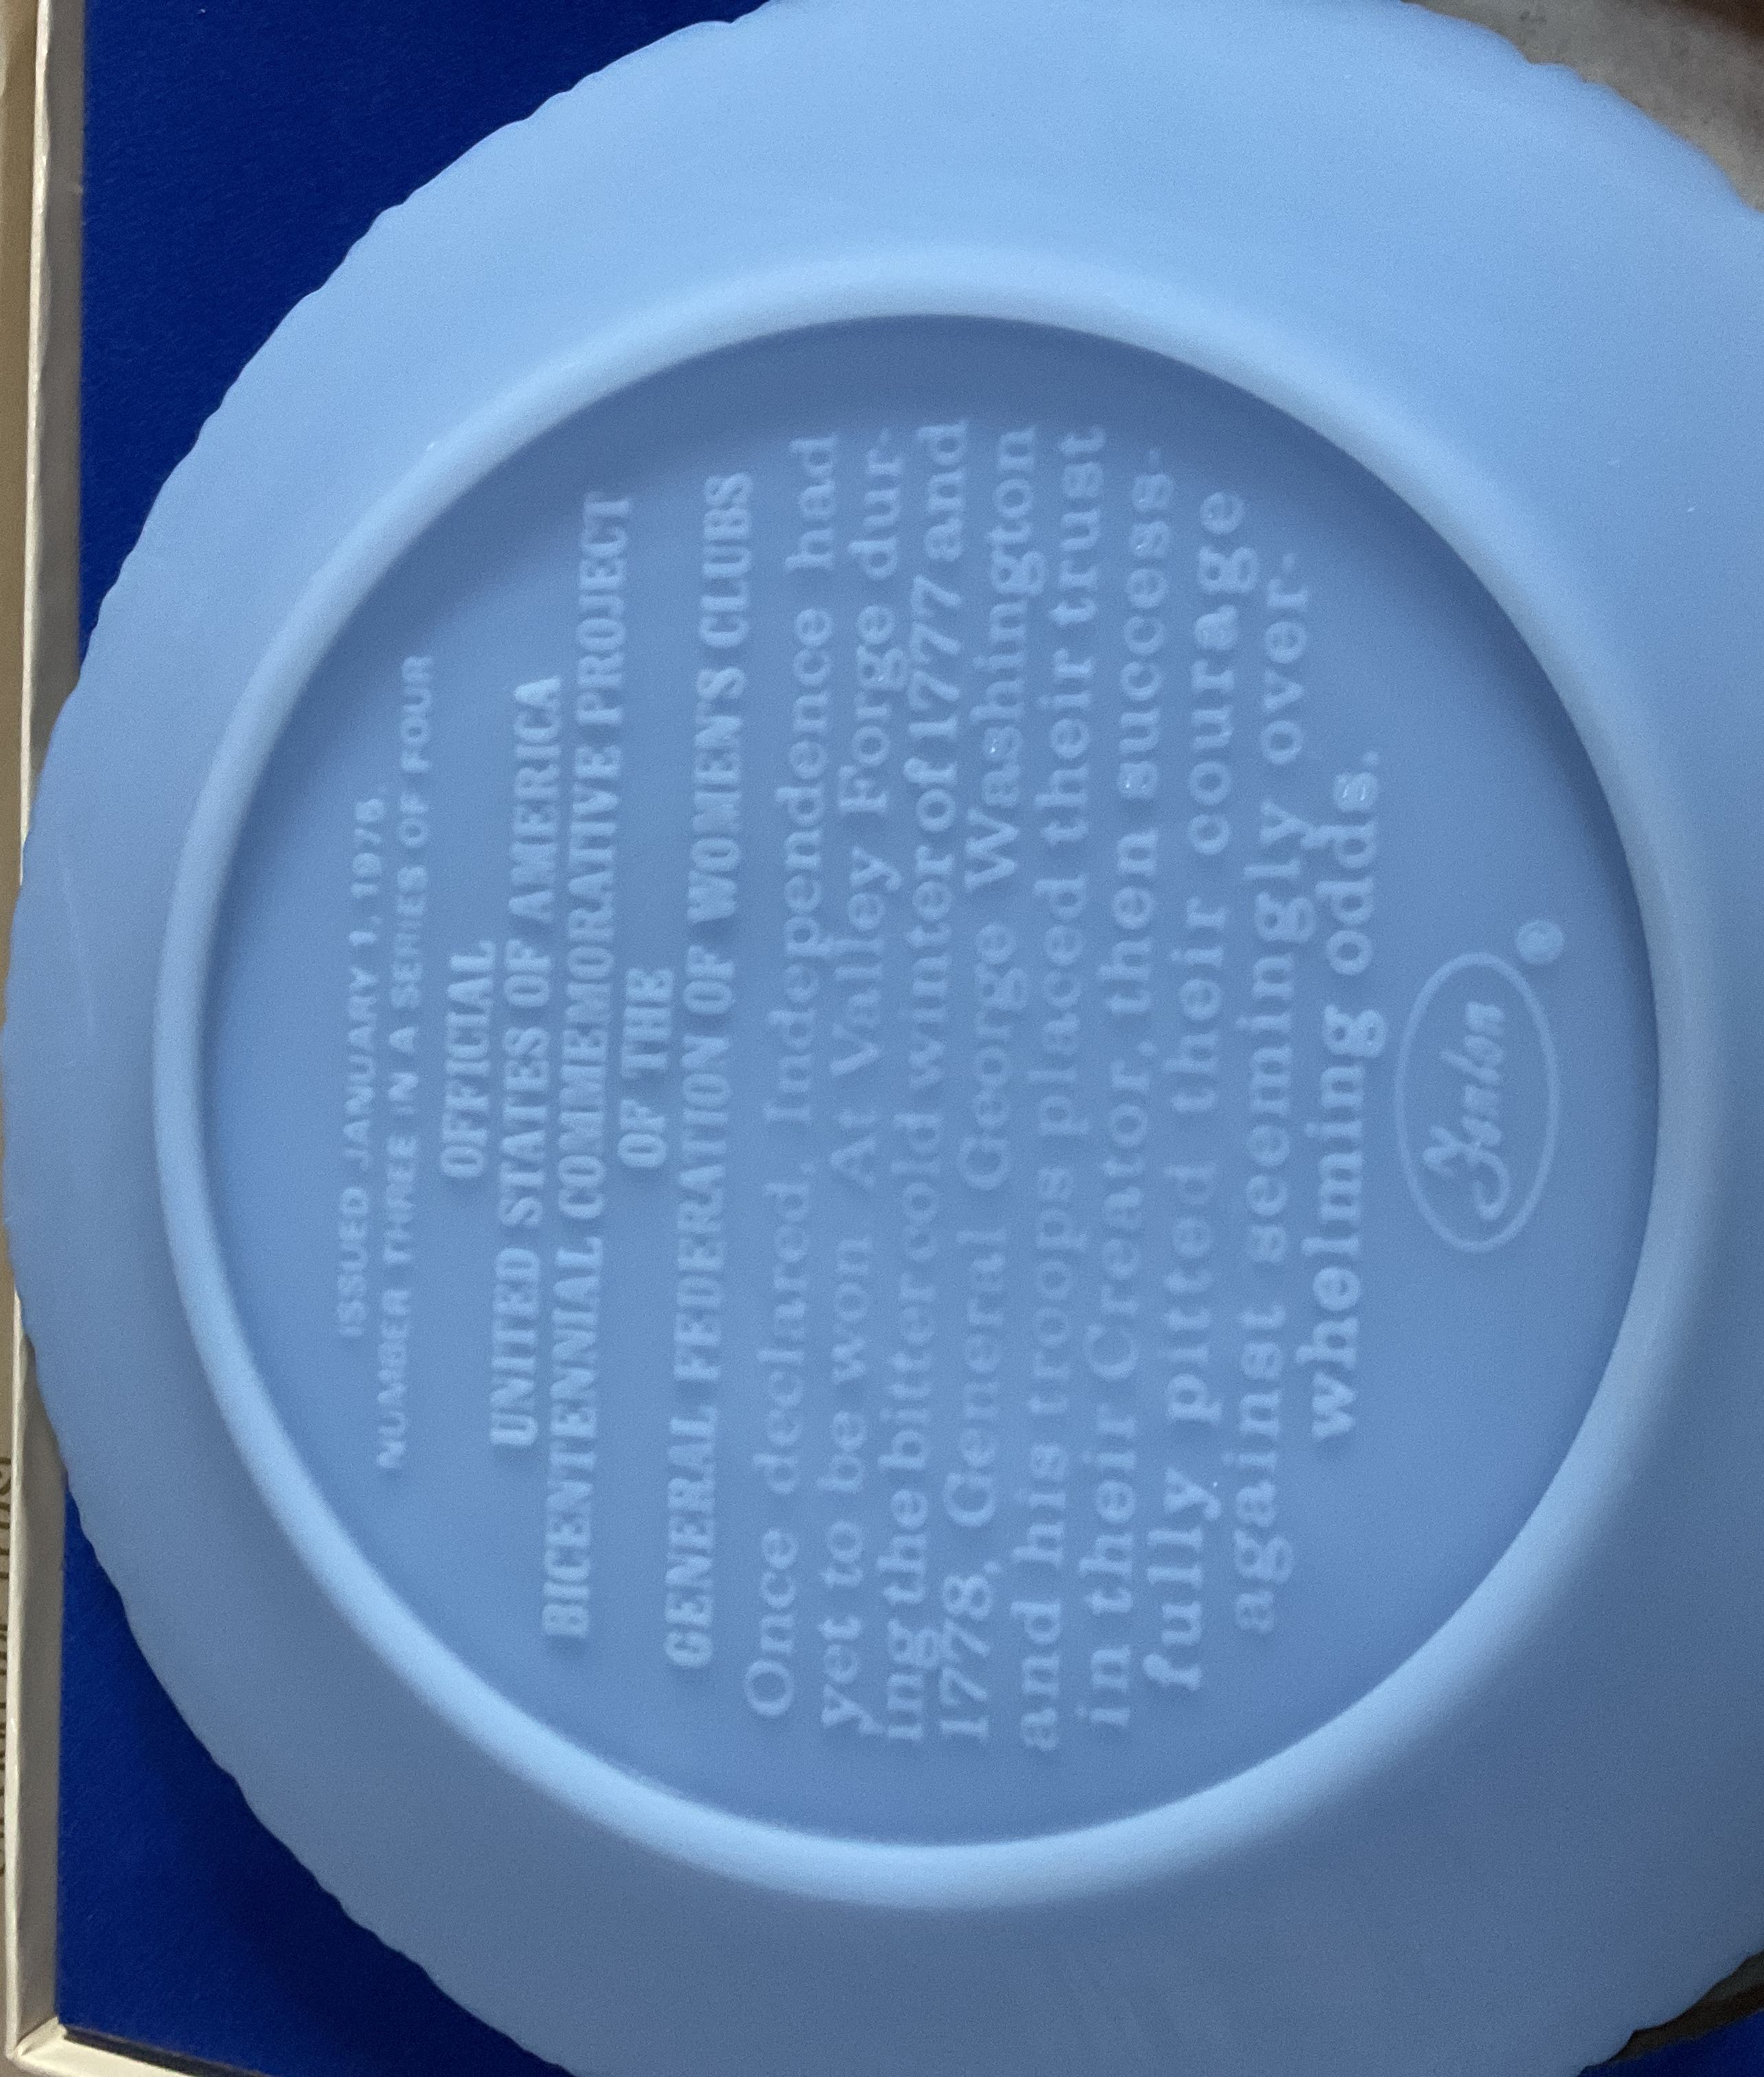 ISSUED JANUARY 1, 1975.
NUMBER THREE IN A SERIES OF FOUR
OFFICIAL
UNITED STATES OF AMERICA
BICENTENNIAL COMMEMORATIVE PROJECT
OF THE
GENERAL FEDERATION OF WOMEN'S CLUBS
Once declared, Independence had
yet to be won. At Valley Forge dur-
ing the bitter cold winter of 1777 and
1778, General George Washington
and his troops placed their trust
in their Creator, then success-
fully pitted their courage
against seemingly over-
whelming odds.
Fenton
®